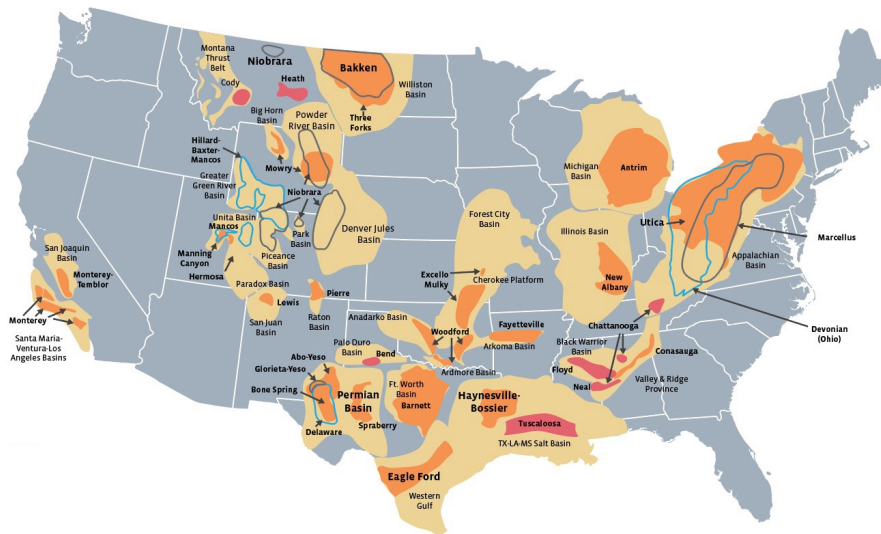 Montana
Thrust
Belt
Cody
Niobrara
Heath
Bakken
Williston
Basin
Three
Forks
Big Horn
Basin
Powder
River Basin
Hillard-
Baxter-
Mancos
Mowry
Greater
Green River
Basin
Niobrara
Unita Basin
Mancos
Park
Basin
Denver Jules
Basin
Manning
Canyon
Piceance
Basin
Hermosa
Paradox Basin
San Joaquin
Basin
Monterey-
Temblor
Monterey
Santa Maria-
Ventura-Los
Angeles Basins
Lewis
San Juan
Basin
Pierre
Raton
Basin
Michigan
Basin
Antrim
Forest City
Basin
Illinois Basin
Utica
Marcellus
Appalachian
Basin
Devonian
(Ohio)
Excello
Mulky
Cherokee Platform
New
Albany
Anadarko Basin
Woodford
Fayetteville
Arkoma Basin
Ardmore Basin
Chattanooga
Black Warrior
Basin
Conasauga
Floyd
Neal
Valley & Ridge
Province
Palo Duro
Basin
Bend
Abo-Yeso
Glorieta-Yeso
Bone Spring
Delaware
Permian
Basin
Spraberry
Ft. Worth
Basin
Barnett
Haynesville-
Bossier
Tuscaloosa
TX-LA-MS Salt Basin
Eagle Ford
Western
Gulf